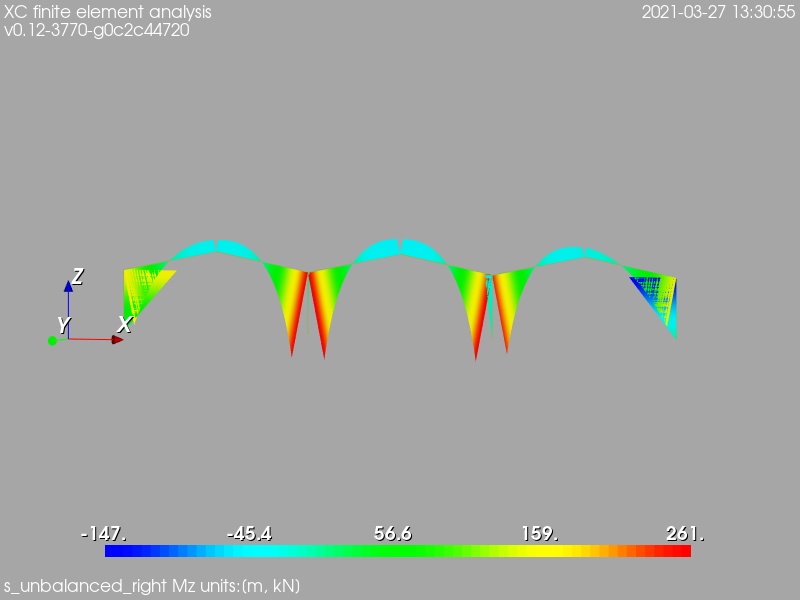 XC finite element analysis
2021-03-27 13:30:55
v0.12-3770-g0c2c44720
Z
Y
X
-147.
-45.4
56.6
159.
261.
s_unbalanced_right Mz units:[m, kN]